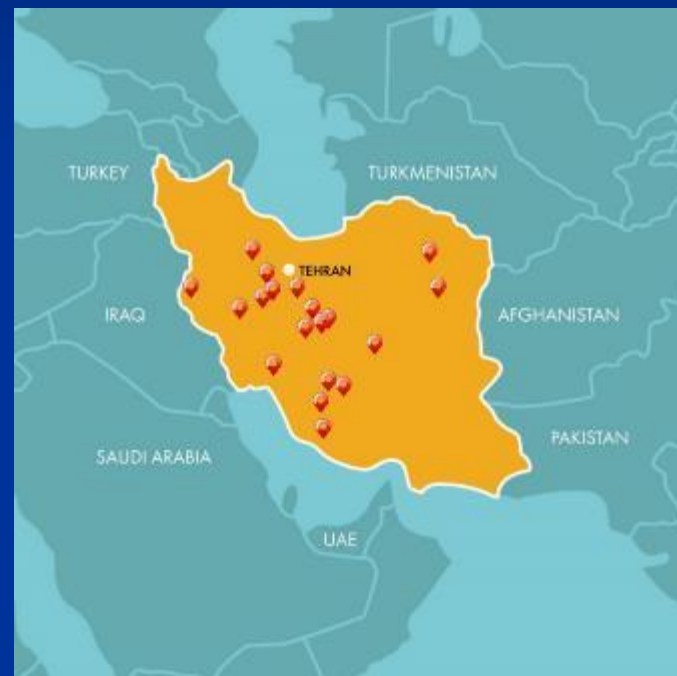 TURKEY
TURKMENISTAN
TEHRAN
IRAQ
AFGHANISTAN
SAUDI ARABIA
PAKISTAN
UAE